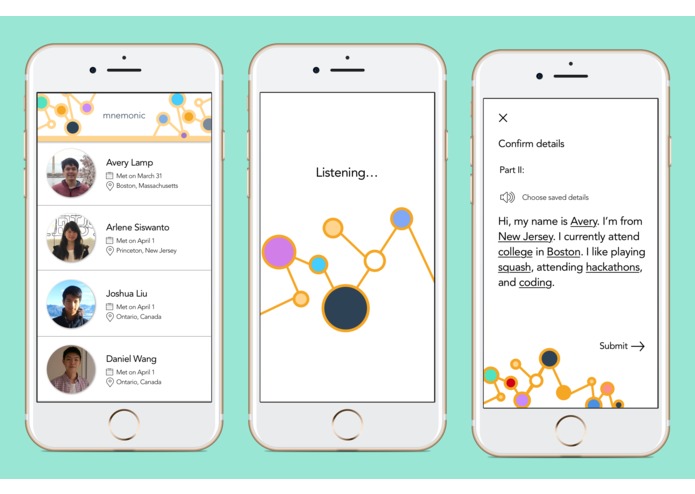 mnemonic
Avery Lamp
Met on March 31
Boston, Massachusetts
Arlene Siswanto
Met on April 1
Princeton, New Jersey
Joshua Liu
Met on April 1
Ontario, Canada
Daniel Wang
Met on April 1
Ontario, Canada
Listening...
Confirm details
Part II:
Choose saved details
Hi, my name is Avery. I'm from
New Jersey. I currently attend
college in Boston. I like playing
squash, attending hackathons,
and coding.
Submit